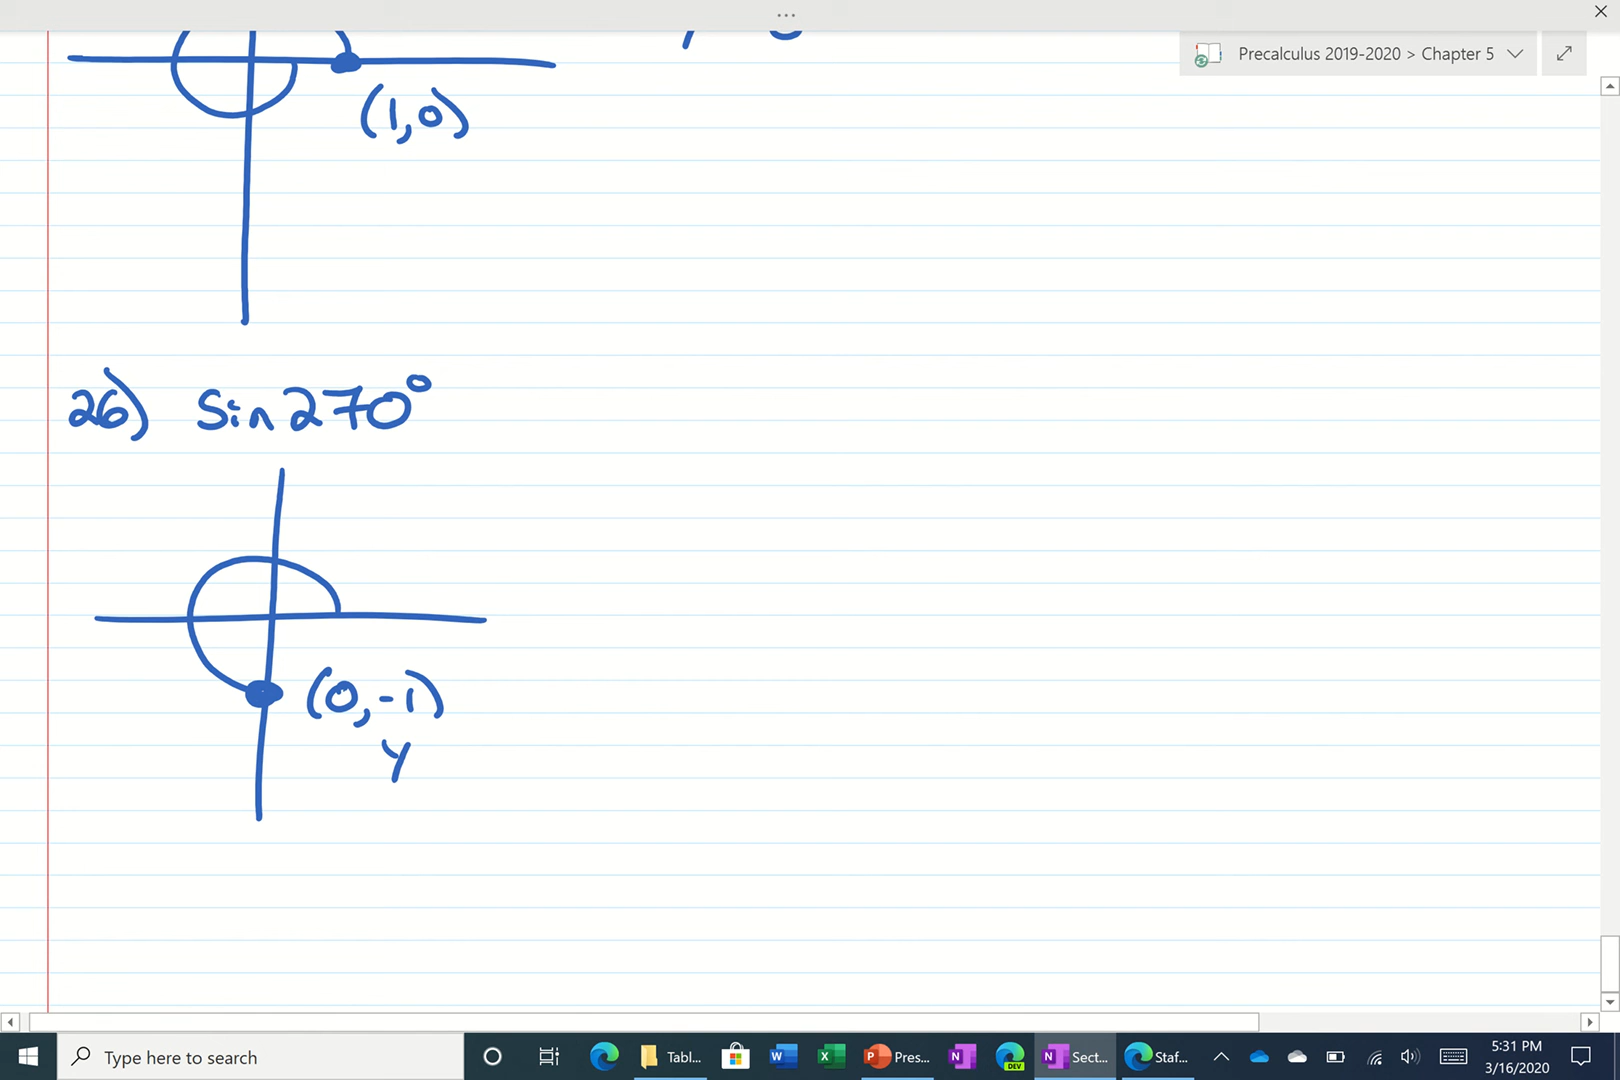 ...
Precalculus 2019-2020 > Chapter 5
(1,0)
26) Sin 270°
(0,-1)
y
Type here to search
Tabl...
Pres...
DEV
Sect...
Staf...
5:31 PM
3/16/2020